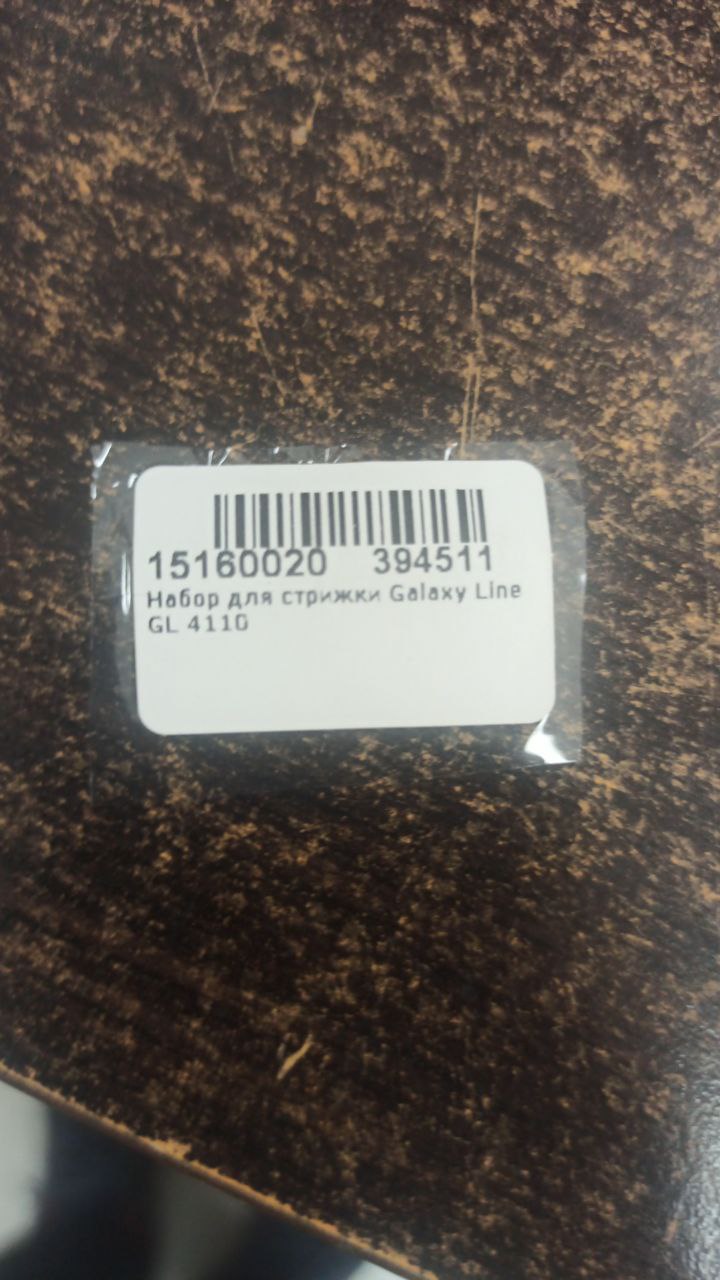 15160020 394511
Набор для стрижки Galaxy Line
GL 4110